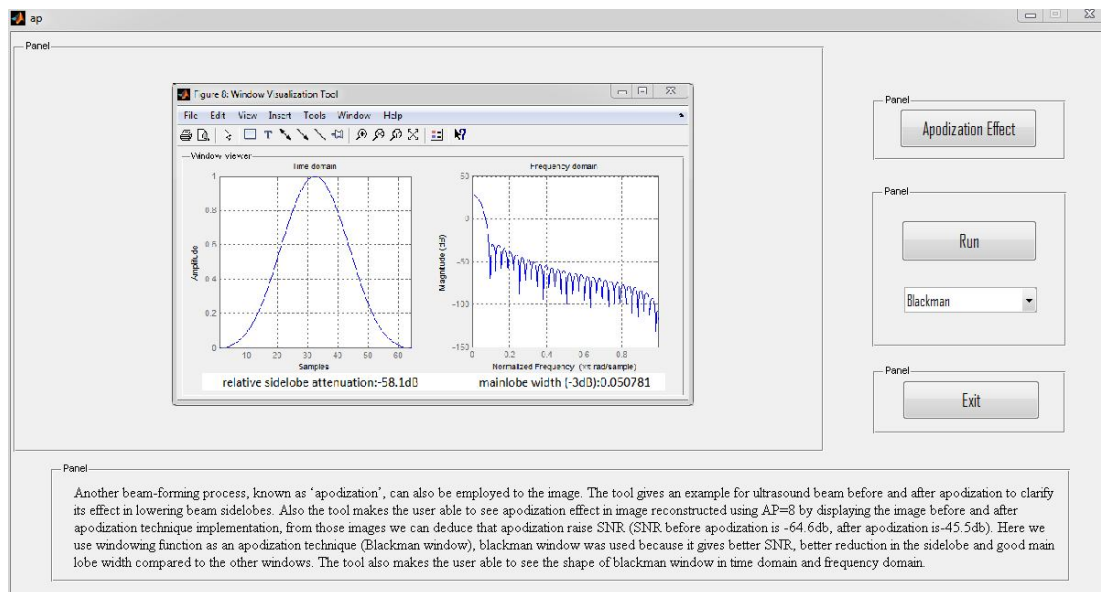 ap
Panel
Figure 8: Window Visualization Tool
File Edit View Insert Tools Window Help
Window viewer
Time domain
1
0.8
0.6
0.4
0.2
0
Amplitude
10 20 30 40 50 60
Samples
relative sidelobe attenuation:-58.1dB
Frequency domain
50
0
-50
-100
-150
Magnitude (dB)
0 0.2 0.4 0.6 0.8
Normalized Frequency (×π rad/sample)
mainlobe width (-3dB):0.050781
Panel
Apodization Effect
Panel
Run
Blackman
Panel
Exit
Panel
Another beam-forming process, known as ‘apodization’, can also be employed to the image. The tool gives an example for ultrasound beam before and after apodization to clarify
its effect in lowering beam sidelobes. Also the tool makes the user able to see apodization effect in image reconstructed using AP=8 by displaying the image before and after
apodization technique implementation, from those images we can deduce that apodization raise SNR (SNR before apodization is -64.6db, after apodization is-45.5db). Here we
use windowing function as an apodization technique (Blackman window), blackman window was used because it gives better SNR, better reduction in the sidelobe and good main
lobe width compared to the other windows. The tool also makes the user able to see the shape of blackman window in time domain and frequency domain.